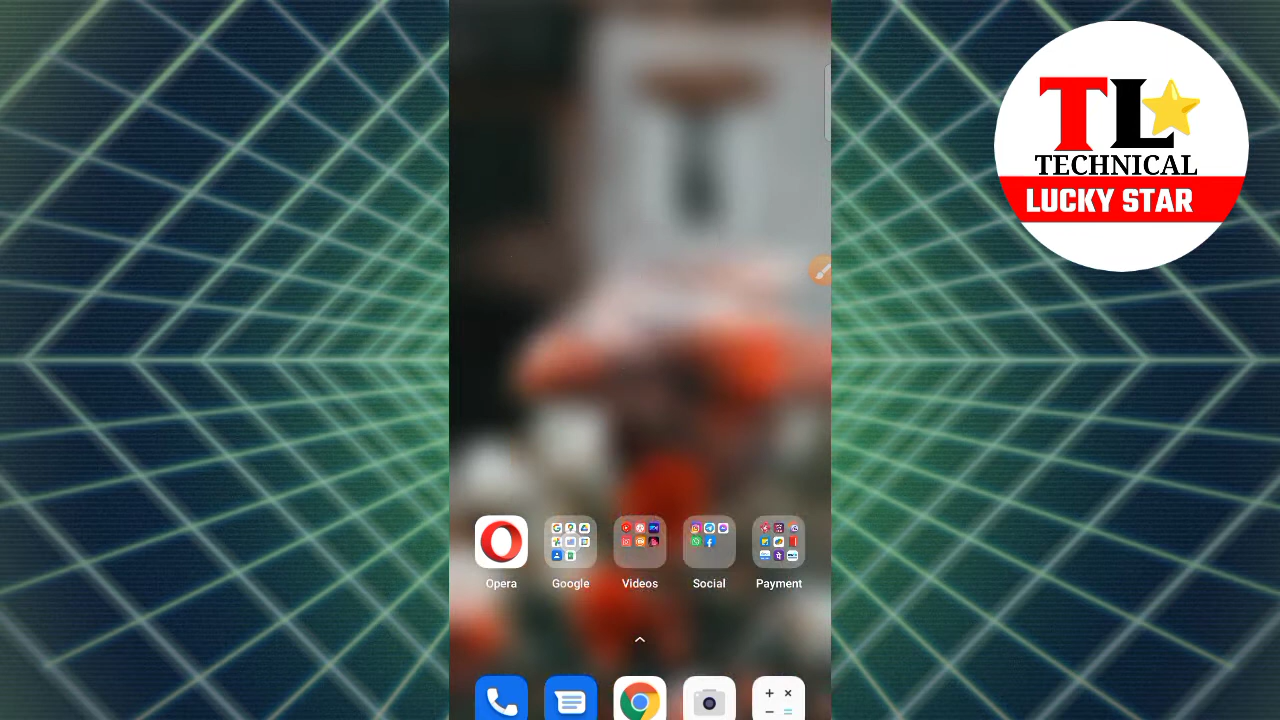 TL
TECHNICAL
LUCKY STAR
Opera
Google
Videos
Social
Payment